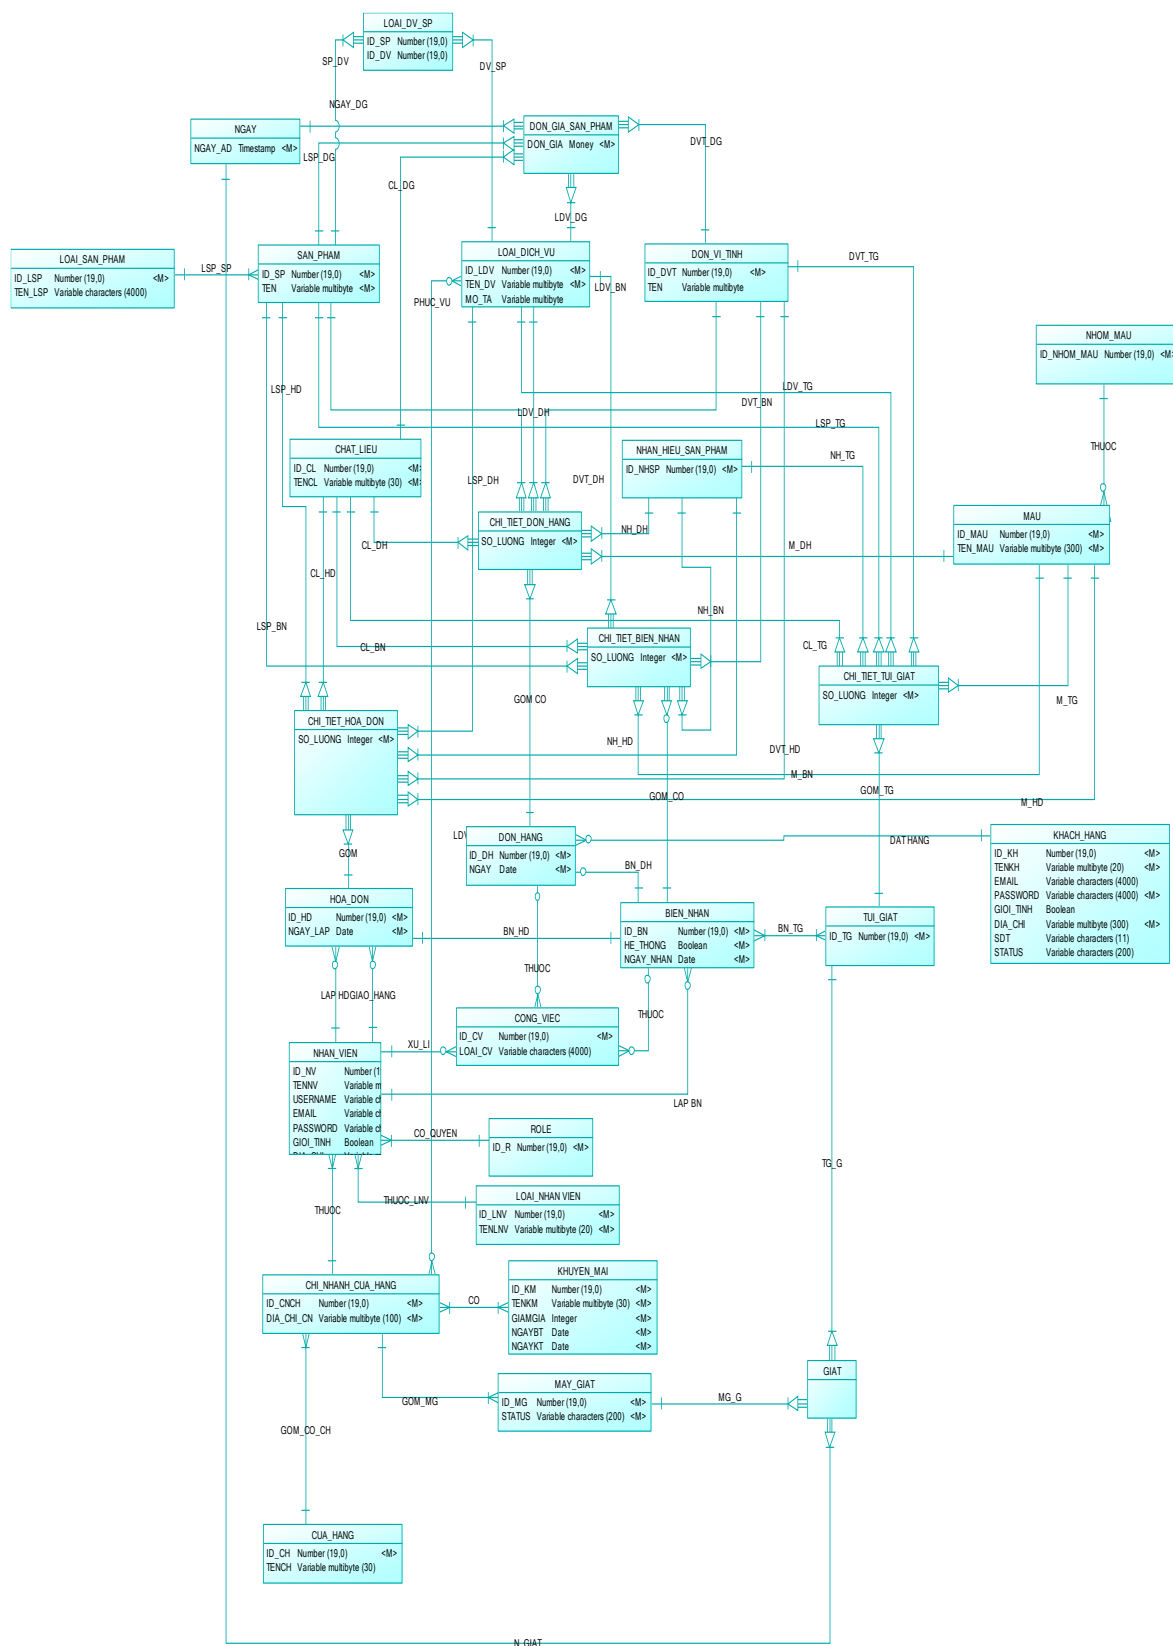 LOAI_DV_SP
ID_SP Number (19,0)
ID_DV Number (19,0)
SP_DV
DV_SP
NGAY_DG
NGAY
NGAY_AD Timestamp <M>
DON_GIA_SAN_PHAM
DON_GIA Money <M>
LSP_DG
DVT_DG
CL_DG
LDV_DG
LOAI_SAN_PHAM
ID_LSP Number (19,0) <M>
TEN_LSP Variable characters (4000)
LSP_SP
SAN_PHAM
ID_SP Number (19,0) <M>
TEN Variable multibyte <M>
LOAI_DICH_VU
ID_LDV Number (19,0) <M>
TEN_DV Variable multibyte <M>
MO_TA Variable multibyte
DON_VI_TINH
ID_DVT Number (19,0) <M>
TEN Variable multibyte
DVT_TG
LDV_BN
PHUC_VU
NHOM_MAU
ID_NHOM_MAU Number (19,0) <M>
LSP_HD
LDV_TG
DVT_BN
LDV_DH
LSP_TG
THUOC
CHAT_LIEU
ID_CL Number (19,0) <M>
TENCL Variable multibyte (30) <M>
NHAN_HIEU_SAN_PHAM
ID_NHSP Number (19,0) <M>
NH_TG
LSP_DH
DVT_DH
CHI_TIET_DON_HANG
SO_LUONG Integer <M>
MAU
ID_MAU Number (19,0) <M>
TEN_MAU Variable multibyte (300) <M>
NH_DH
M_DH
CL_DH
CL_HD
NH_BN
LSP_BN
CL_BN
CL_TG
CHI_TIET_BIEN_NHAN
SO_LUONG Integer <M>
CHI_TIET_TUI_GIAT
SO_LUONG Integer <M>
GOM CO
M_TG
CHI_TIET_HOA_DON
SO_LUONG Integer <M>
NH_HD
DVT_HD
M_BN
GOM_TG
GOM_CO
M_HD
GOM
LDV
DON_HANG
ID_DH Number (19,0) <M>
NGAY Date <M>
DAT HANG
BN_DH
KHACH_HANG
ID_KH Number (19,0) <M>
TENKH Variable multibyte (20) <M>
EMAIL Variable characters (4000)
PASSWORD Variable characters (4000) <M>
GIOI_TINH Boolean
DIA_CHI Variable multibyte (300) <M>
SDT Variable characters (11)
STATUS Variable characters (200)
HOA_DON
ID_HD Number (19,0) <M>
NGAY_LAP Date <M>
BN_HD
BIEN_NHAN
ID_BN Number (19,0) <M>
HE_THONG Boolean <M>
NGAY_NHAN Date <M>
BN_TG
TUI_GIAT
ID_TG Number (19,0) <M>
LAP HD
GIAO_HANG
THUOC
THUOC
CONG_VIEC
ID_CV Number (19,0) <M>
LOAI_CV Variable characters (4000)
XU_LI
NHAN_VIEN
ID_NV Number (1
TENNV Variable m
USERNAME Variable ch
EMAIL Variable ch
PASSWORD Variable ch
GIOI_TINH Boolean
LAP BN
CO_QUYEN
ROLE
ID_R Number (19,0) <M>
TG_G
THUOC
THUOC_LNV
LOAI_NHAN VIEN
ID_LNV Number (19,0) <M>
TENLNV Variable multibyte (20) <M>
CHI_NHANH_CUA_HANG
ID_CNCH Number (19,0) <M>
DIA_CHI_CN Variable multibyte (100) <M>
CO
KHUYEN_MAI
ID_KM Number (19,0) <M>
TENKM Variable multibyte (30) <M>
GIAMGIA Integer <M>
NGAYBT Date <M>
NGAYKT Date <M>
GOM_MG
MAY_GIAT
ID_MG Number (19,0) <M>
STATUS Variable characters (200) <M>
MG_G
GIAT
GOM_CO_CH
CUA_HANG
ID_CH Number (19,0) <M>
TENCH Variable multibyte (30)
N_GIAT